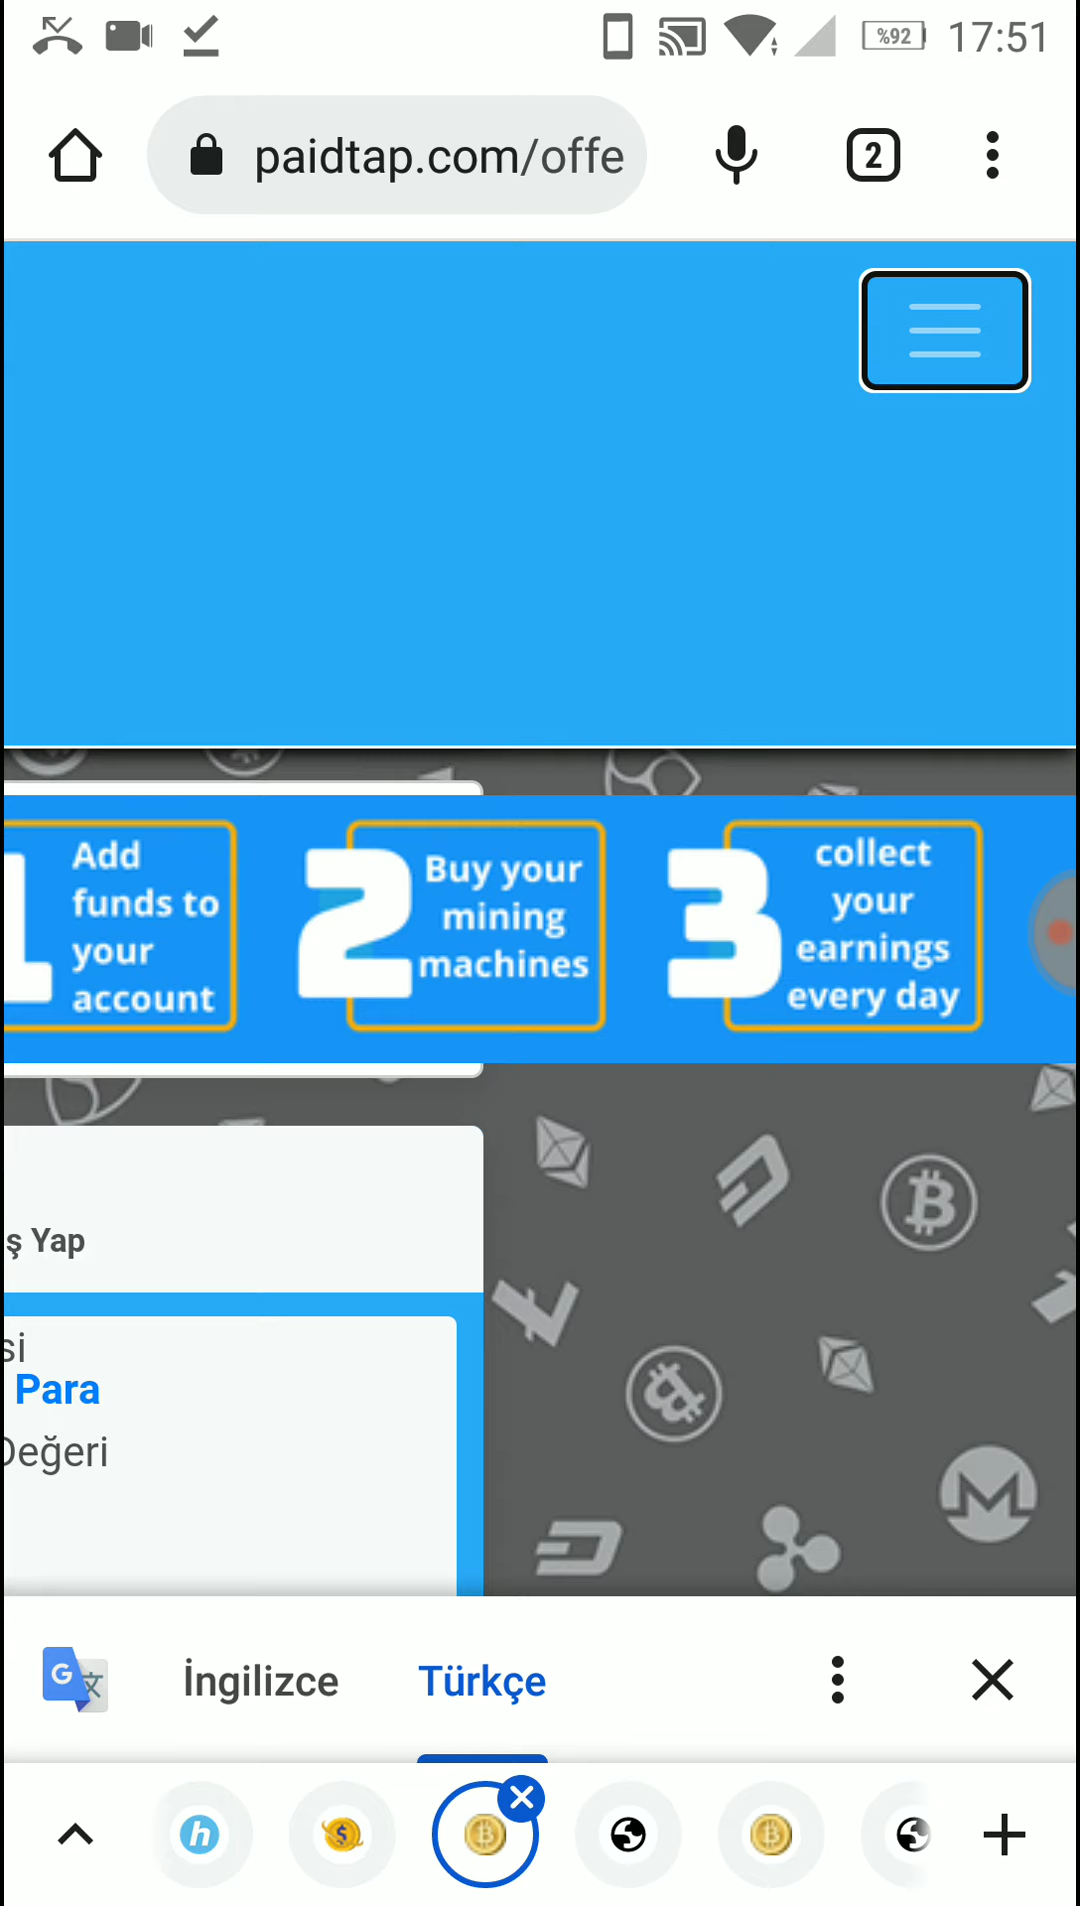 %92 17:51
paidtap.com/offe
2
1 Add funds to your account
2 Buy your mining machines
3 collect your earnings every day
ş Yap
si
Para
Değeri
İngilizce Türkçe